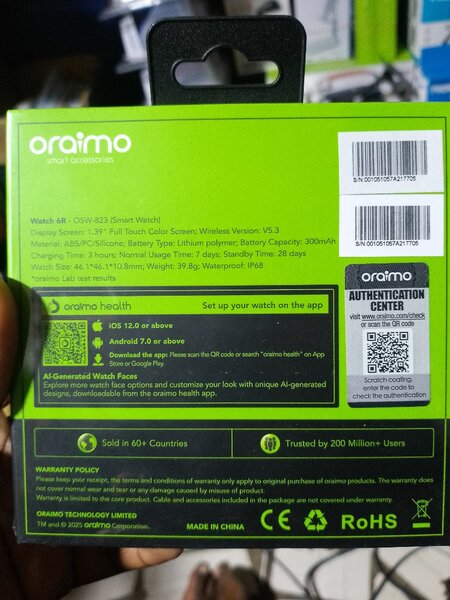 oraimo
smart accessories
S/N:001051057A217705
S/N:001051057A217705
Watch 6R - OSW-823 (Smart Watch)
Display Screen: 1.39" Full Touch Color Screen; Wireless Version: V5.3
Material: ABS/PC/Silicone; Battery Type: Lithium polymer; Battery Capacity: 300mAh
Charging Time: 3 hours; Normal Usage Time: 7 days; Standby Time: 28 days
Watch Size: 46.1*46.1*10.8mm; Weight: 39.8g; Waterproof: IP68
*oraimo Lab test results
oraimo health
Set up your watch on the app
iOS 12.0 or above
Android 7.0 or above
Download the app: Please scan the QR code or search "oraimo health" on App
Store or Google Play.
AI-Generated Watch Faces
Explore more watch face options and customize your look with unique AI-generated
designs, downloadable from the oraimo health app.
oraimo
AUTHENTICATION
CENTER
visit www.oraimo.com/check
or scan the QR code
Scratch coating,
enter the code to
check the authentication
Sold in 60+ Countries
Trusted by 200 Million+ Users
WARRANTY POLICY
Please keep your receipt, the terms and conditions of warranty only apply to original purchase of oraimo products. The warranty does
not cover normal wear and tear or any damage caused by misuse of product.
Warranty is limited to the core product. Cable and accessories included in the package are not covered under warranty.
ORAIMO TECHNOLOGY LIMITED
TM and © 2025 oraimo Corporation.
MADE IN CHINA
CE
RoHS